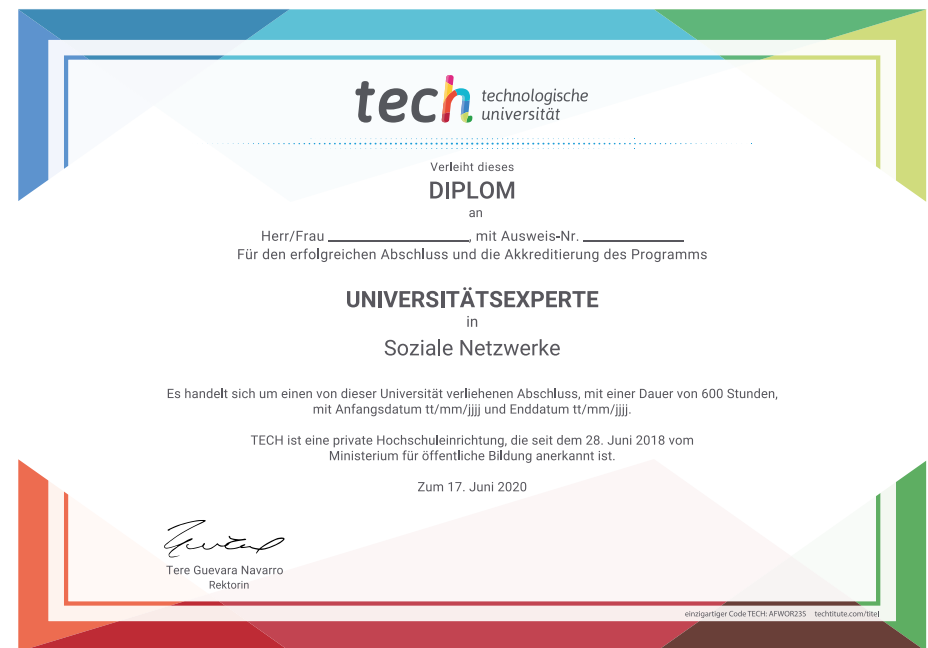 tech technologische
universität
Verleiht dieses
DIPLOM
an
Herr/Frau ____________________, mit Ausweis-Nr. ______________
Für den erfolgreichen Abschluss und die Akkreditierung des Programms
UNIVERSITÄTSEXPERTE
in
Soziale Netzwerke
Es handelt sich um einen von dieser Universität verliehenen Abschluss, mit einer Dauer von 600 Stunden,
mit Anfangsdatum tt/mm/jjjj und Enddatum tt/mm/jjjj.
TECH ist eine private Hochschuleinrichtung, die seit dem 28. Juni 2018 vom
Ministerium für öffentliche Bildung anerkannt ist.
Zum 17. Juni 2020
Tere Guevara Navarro
Rektorin
einzigartiger Code TECH: AFWOR23S techtitute.com/titel